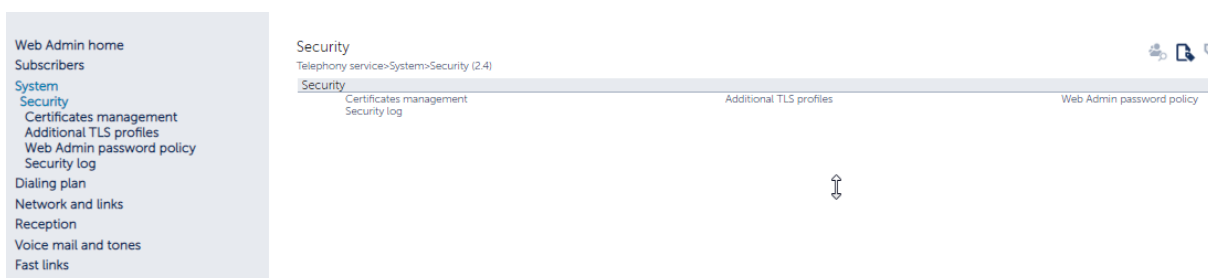 Web Admin home
Subscribers
System
Security
Certificates management
Additional TLS profiles
Web Admin password policy
Security log
Dialing plan
Network and links
Reception
Voice mail and tones
Fast links
Security
Telephony service>System>Security (2.4)
Security
Certificates management Additional TLS profiles Web Admin password policy
Security log